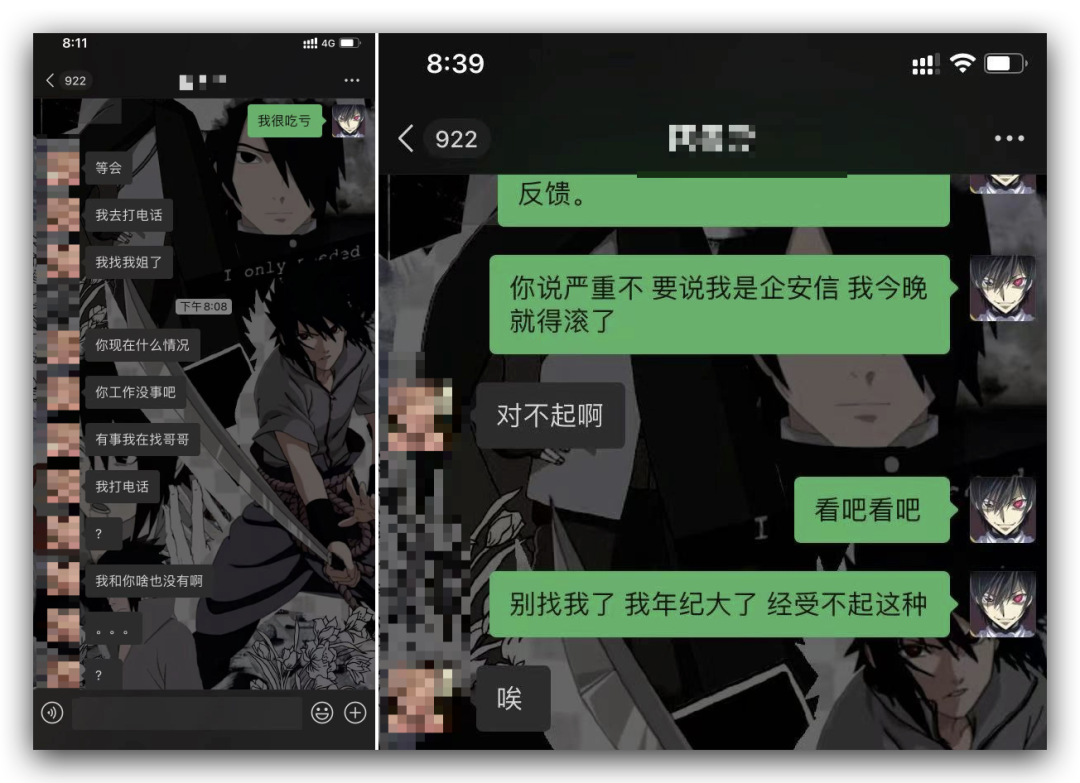 8:11
4G
922
我很吃亏
等会
我去打电话
我找我姐了
I only needed
下午8:08
你现在什么情况
你工作没事吧
有事我在找哥哥
我打电话
?
我和你啥也没有啊
。。。
?
8:39
922
反馈。
你说严重不 要说我是企安信 我今晚
就得滚了
对不起啊
看吧看吧
I
别找我了 我年纪大了 经受不起这种
唉